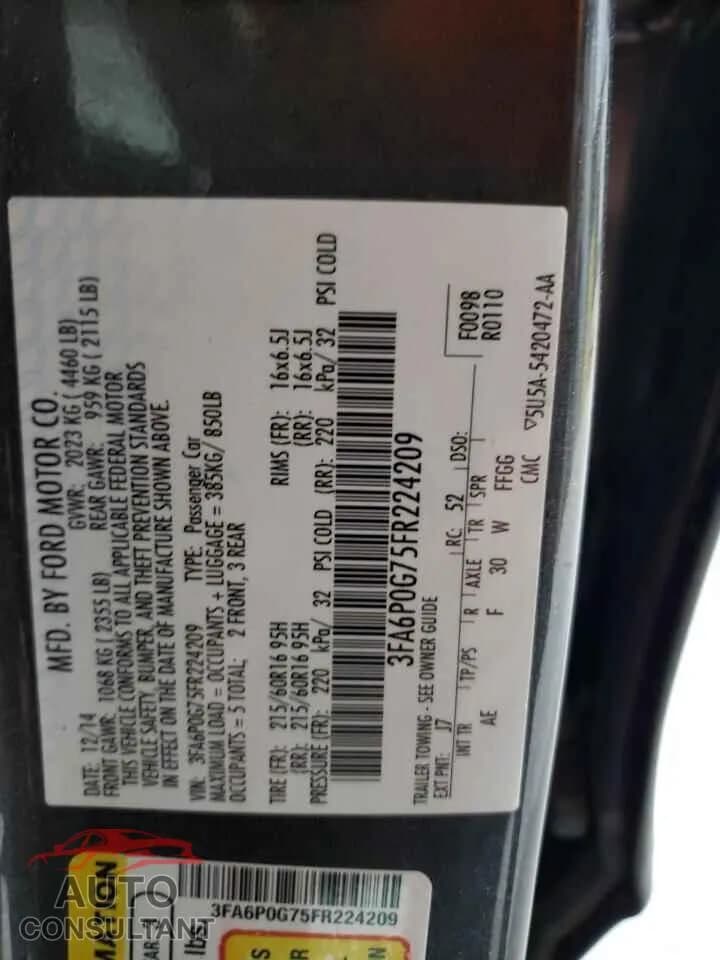 MFD. BY FORD MOTOR CO.
DATE: 12/14 GVWR: 2023 KG ( 4460 LB)
FRONT GAWR: 1068 KG ( 2355 LB) REAR GAWR: 959 KG ( 2115 LB)
THIS VEHICLE CONFORMS TO ALL APPLICABLE FEDERAL MOTOR
VEHICLE SAFETY, BUMPER, AND THEFT PREVENTION STANDARDS
IN EFFECT ON THE DATE OF MANUFACTURE SHOWN ABOVE.
VIN: 3FA6P0G75FR224209 TYPE: Passenger Car
MAXIMUM LOAD = OCCUPANTS + LUGGAGE = 385KG/ 850LB
OCCUPANTS = 5 TOTAL; 2 FRONT, 3 REAR
TIRE (FR): 215/60R16 95H RIMS (FR): 16x6.5J
(RR): 215/60R16 95H (RR): 16x6.5J
PRESSURE (FR): 220 kPa/ 32 PSI COLD (RR): 220 kPa/ 32 PSI COLD
3FA6P0G75FR224209
TRAILER TOWING - SEE OWNER GUIDE
F0098
R0110
EXT PNT: J7 RC: 52 DSO:
INT TR TP/PS R AXLE TR SPR
AE F 30 W FFGG
CMC ▽5U5A-5420472-AA
MATION
lbs
3FA6P0G75FR224209
AUTO
CONSULTANT